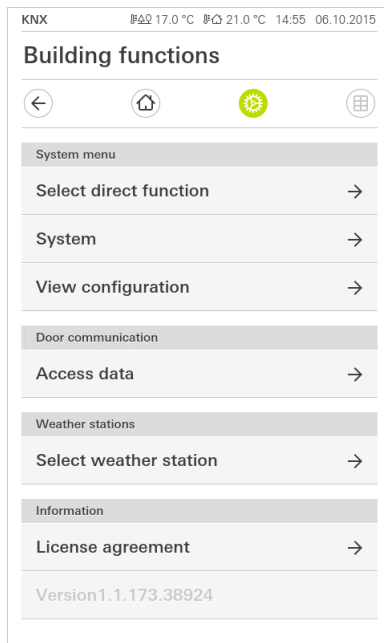 KNX 17.0 °C 21.0 °C 14:55 06.10.2015
Building functions
System menu
Select direct function
System
View configuration
Door communication
Access data
Weather stations
Select weather station
Information
License agreement
Version1.1.173.38924